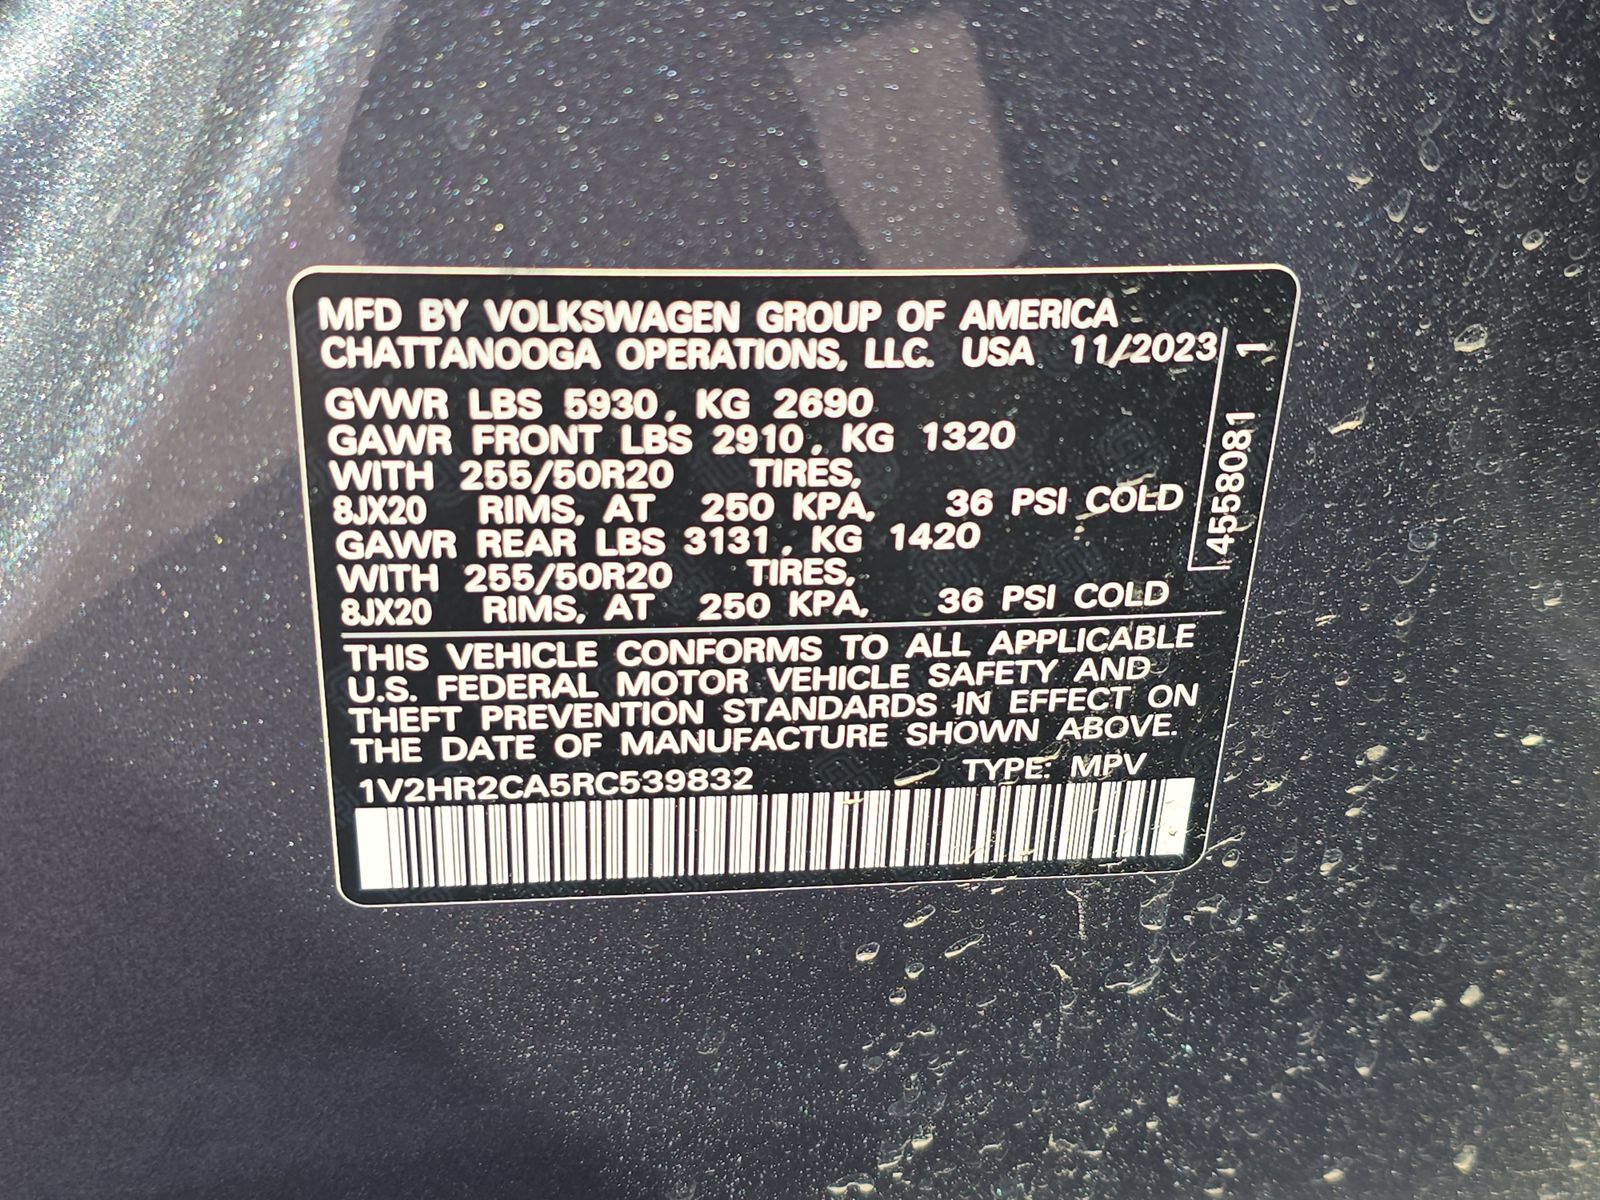 MFD BY VOLKSWAGEN GROUP OF AMERICA
CHATTANOOGA OPERATIONS, LLC. USA 11/2023
GVWR LBS 5930, KG 2690
GAWR FRONT LBS 2910, KG 1320
WITH 255/50R20 TIRES,
8JX20 RIMS, AT 250 KPA, 36 PSI COLD
GAWR REAR LBS 3131, KG 1420
WITH 255/50R20 TIRES,
8JX20 RIMS, AT 250 KPA, 36 PSI COLD
4558081 1
THIS VEHICLE CONFORMS TO ALL APPLICABLE
U.S. FEDERAL MOTOR VEHICLE SAFETY AND
THEFT PREVENTION STANDARDS IN EFFECT ON
THE DATE OF MANUFACTURE SHOWN ABOVE.
1V2HR2CA5RC539832 TYPE: MPV